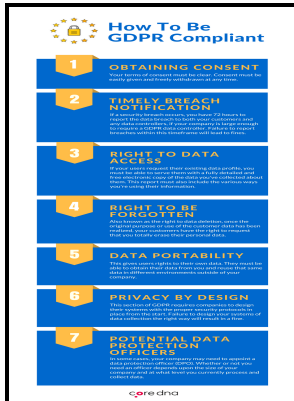 How To Be
GDPR Compliant
1
OBTAINING CONSENT
Your terms of consent must be clear. Consent must be
easily given and freely withdrawn at any time.
2
TIMELY BREACH
NOTIFICATION
If a security breach occurs, you have 72 hours to
report the data breach to both your customers and
any data controllers, if your company is large enough
to require a GDPR data controller. Failure to report
breaches within this timeframe will lead to fines.
3
RIGHT TO DATA
ACCESS
If your users request their existing data profile, you
must be able to serve them with a fully detailed and
free electronic copy of the data you've collected about
them. This report must also include the various ways
you're using their information.
4
RIGHT TO BE
FORGOTTEN
Also known as the right to data deletion, once the
original purpose or use of the customer data has been
realized, your customers have the right to request
that you totally erase their personal data.
5
DATA PORTABILITY
This gives users rights to their own data. They must be
able to obtain their data from you and reuse that same
data in different environments outside of your
company.
6
PRIVACY BY DESIGN
This section of GDPR requires companies to design
their systems with the proper security protocols in
place from the start. Failure to design your systems of
data collection the right way will result in a fine.
7
POTENTIAL DATA
PROTECTION
OFFICERS
In some cases, your company may need to appoint a
data protection officer (DPO). Whether or not you
need an officer depends upon the size of your
company and at what level you currently process and
collect data.
core dna